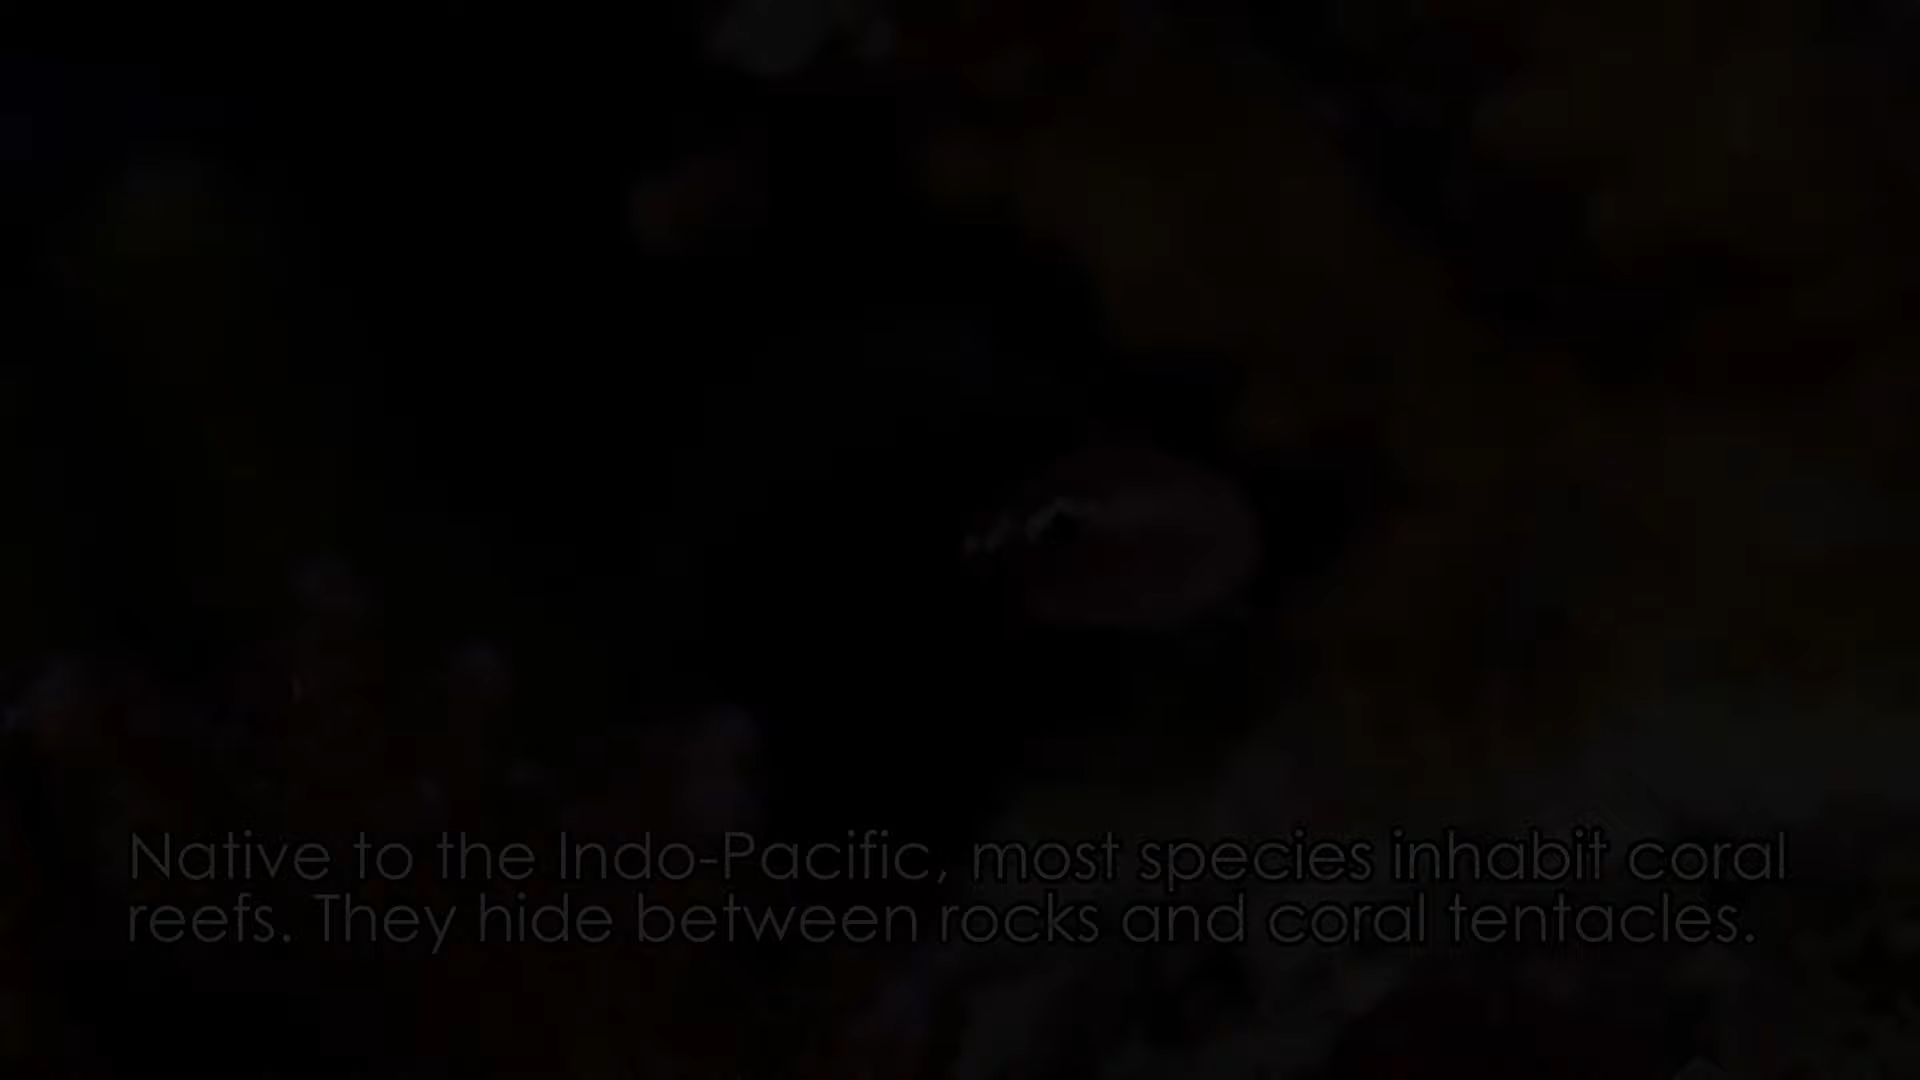 Native to the Indo-Pacific, most species inhabit coral
reefs. They hide between rocks and coral tentacles.